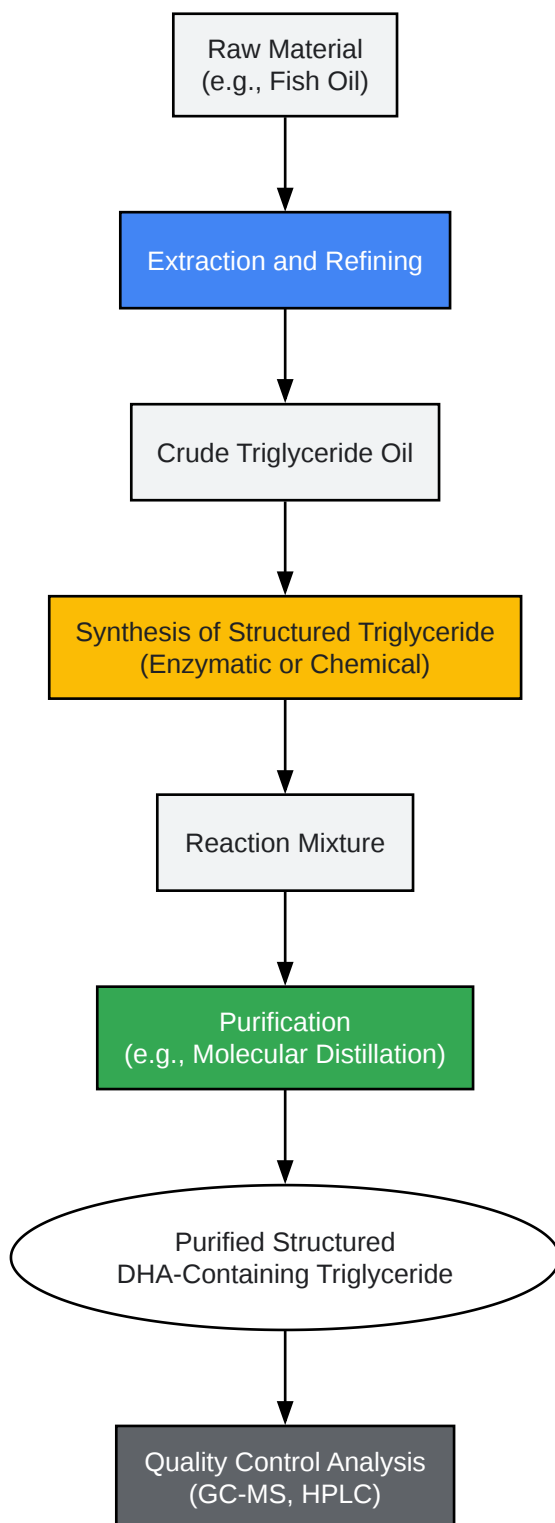 Raw Material
(e.g., Fish Oil)
Extraction and Refining
Crude Triglyceride Oil
Synthesis of Structured Triglyceride
(Enzymatic or Chemical)
Reaction Mixture
Purification
(e.g., Molecular Distillation)
Purified Structured
DHA-Containing Triglyceride
Quality Control Analysis
(GC-MS, HPLC)